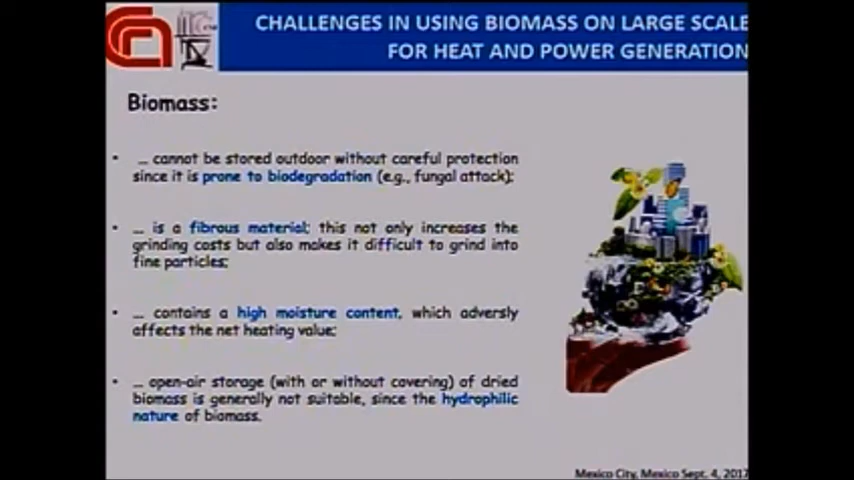 CHALLENGES IN USING BIOMASS ON LARGE SCALE
FOR HEAT AND POWER GENERATION
Biomass:
• … cannot be stored outdoor without careful protection
since it is prone to biodegradation (e.g., fungal attack);
• … is a fibrous material; this not only increases the
grinding costs but also makes it difficult to grind into
fine particles;
• … contains a high moisture content, which adversly
affects the net heating value;
• … open-air storage (with or without covering) of dried
biomass is generally not suitable, since the hydrophilic
nature of biomass.
Mexico City, Mexico Sept. 4, 2017